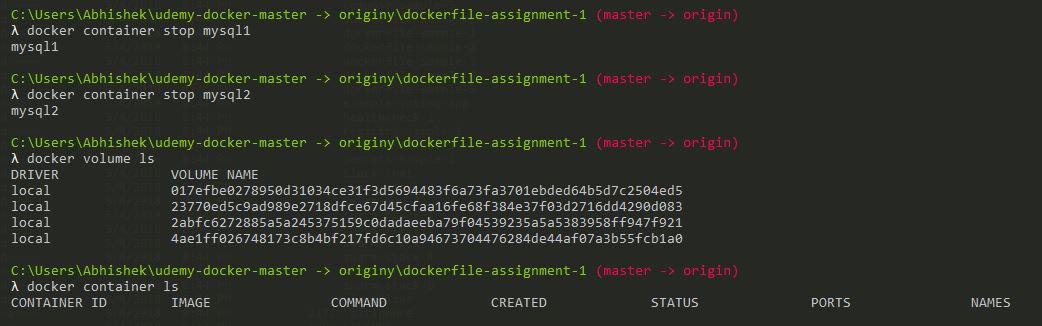 C:\Users\Abhishek\udemy-docker-master -> originy\dockerfile-assignment-1 (master -> origin)
λ docker container stop mysql1
mysql1
C:\Users\Abhishek\udemy-docker-master -> originy\dockerfile-assignment-1 (master -> origin)
λ docker container stop mysql2
mysql2
C:\Users\Abhishek\udemy-docker-master -> originy\dockerfile-assignment-1 (master -> origin)
λ docker volume ls
DRIVER VOLUME NAME
local 017efbe0278950d31034ce31f3d5694483f6a73fa3701ebded64b5d7c2504ed5
local 23770ed5c9ad989e2718dfce67d45cfaa16fe68f384e37f03d2716dd4290d083
local 2abfc6272885a5a245375159c0dadaeeba79f04539235a5a5383958ff947f921
local 4ae1ff026748173c8b4bf217fd6c10a94673704476284de44af07a3b55fcb1a0
C:\Users\Abhishek\udemy-docker-master -> originy\dockerfile-assignment-1 (master -> origin)
λ docker container ls
CONTAINER ID IMAGE COMMAND CREATED STATUS PORTS NAMES